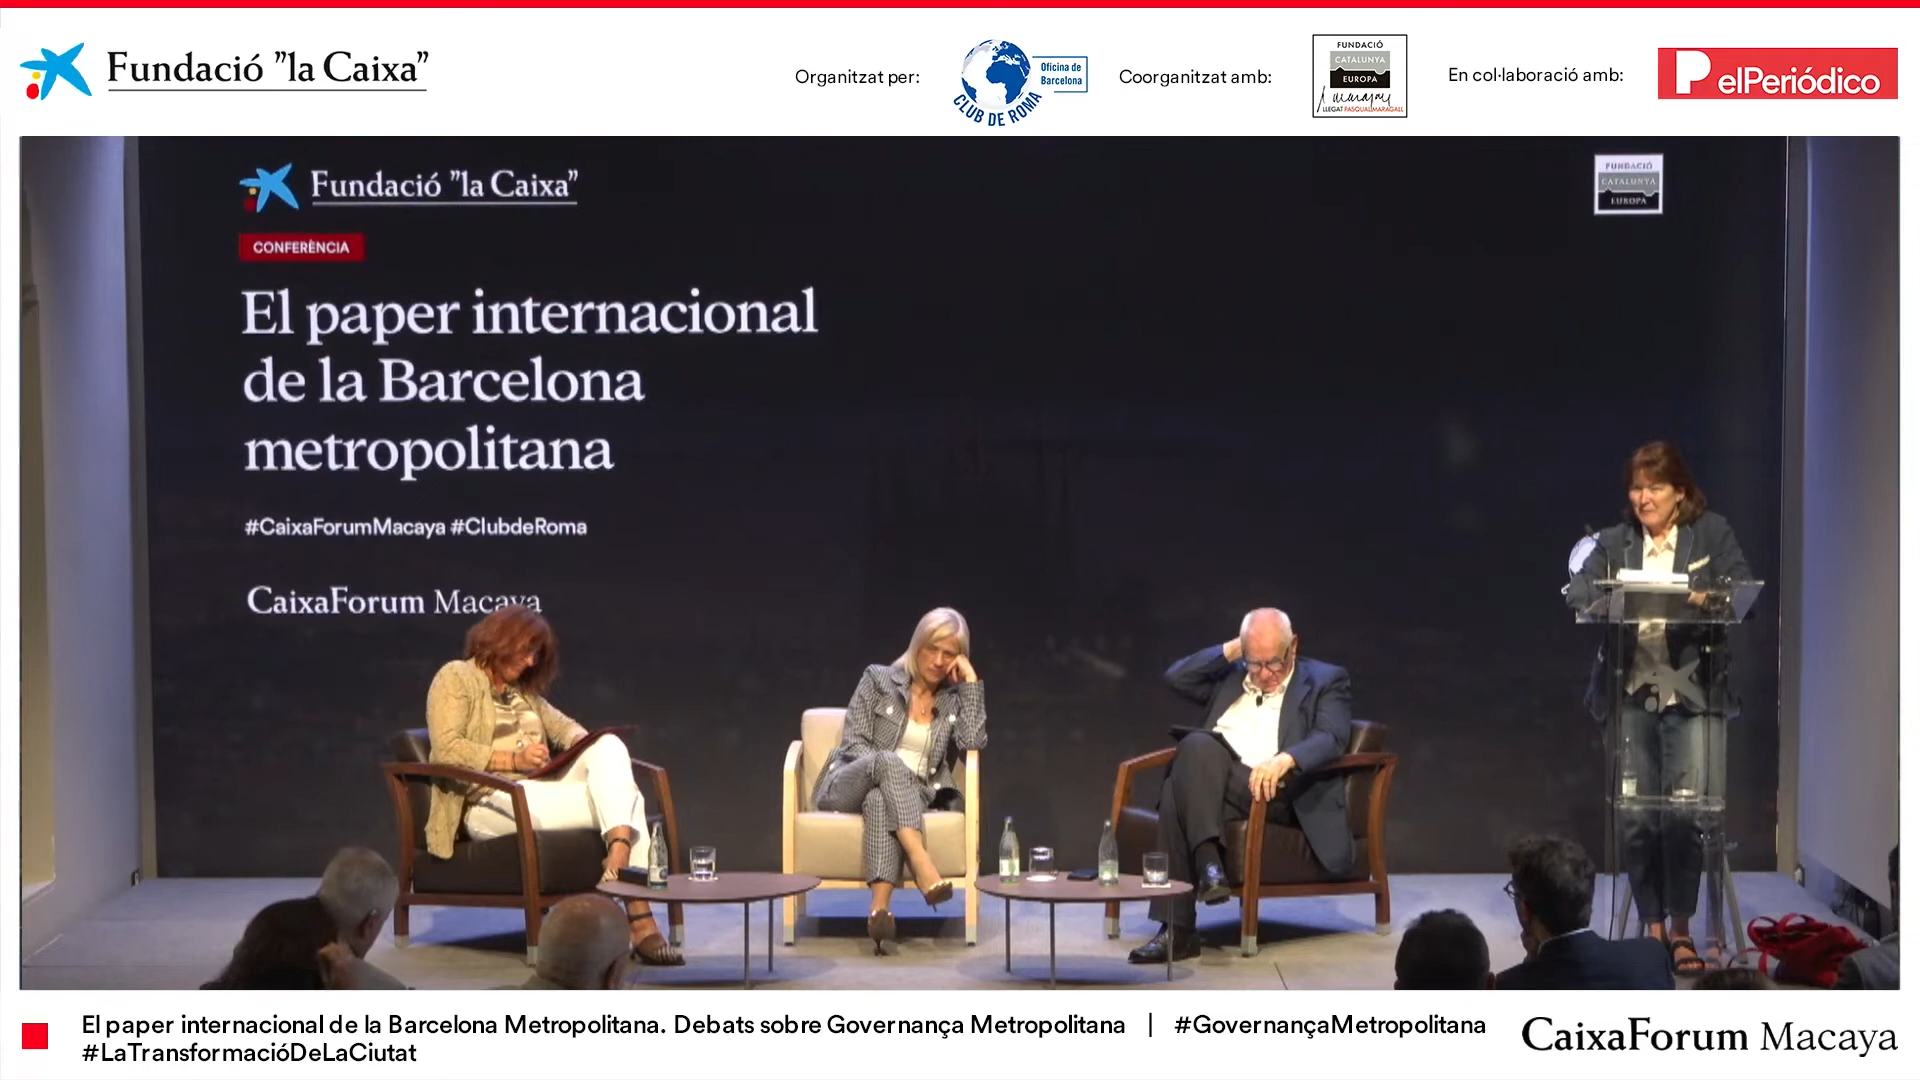 Fundació "la Caixa"
Organitzat per:
CLUB DE ROMA
Oficina de
Barcelona
Coorganitzat amb:
FUNDACIÓ
CATALUNYA
EUROPA
LLEGAT PASQUAL MARAGALL
En col·laboració amb:
elPeriódico
Fundació "la Caixa"
FUNDACIÓ
CATALUNYA
EUROPA
CONFERÈNCIA
El paper internacional
de la Barcelona
metropolitana
#CaixaForumMacaya #ClubdeRoma
CaixaForum Macaya
El paper internacional de la Barcelona Metropolitana. Debats sobre Governança Metropolitana | #GovernançaMetropolitana
#LaTransformacióDeLaCiutat
CaixaForum Macaya